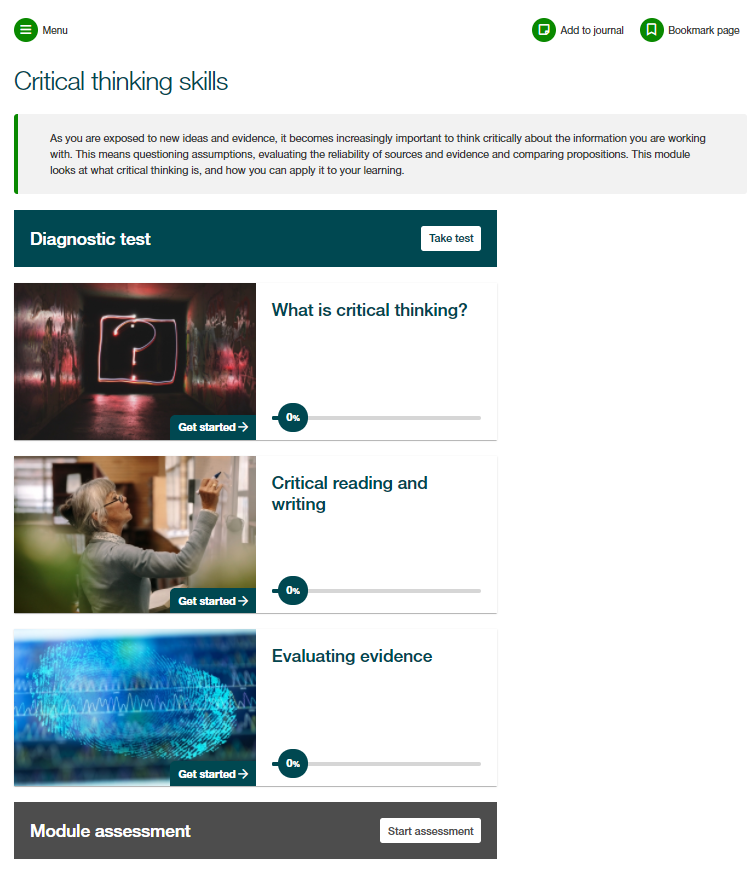 Menu
Add to journal
Bookmark page
Critical thinking skills
As you are exposed to new ideas and evidence, it becomes increasingly important to think critically about the information you are working
with. This means questioning assumptions, evaluating the reliability of sources and evidence and comparing propositions. This module
looks at what critical thinking is, and how you can apply it to your learning.
Diagnostic test
Take test
What is critical thinking?
Get started
0%
Critical reading and
writing
Get started
0%
Evaluating evidence
Get started
0%
Module assessment
Start assessment